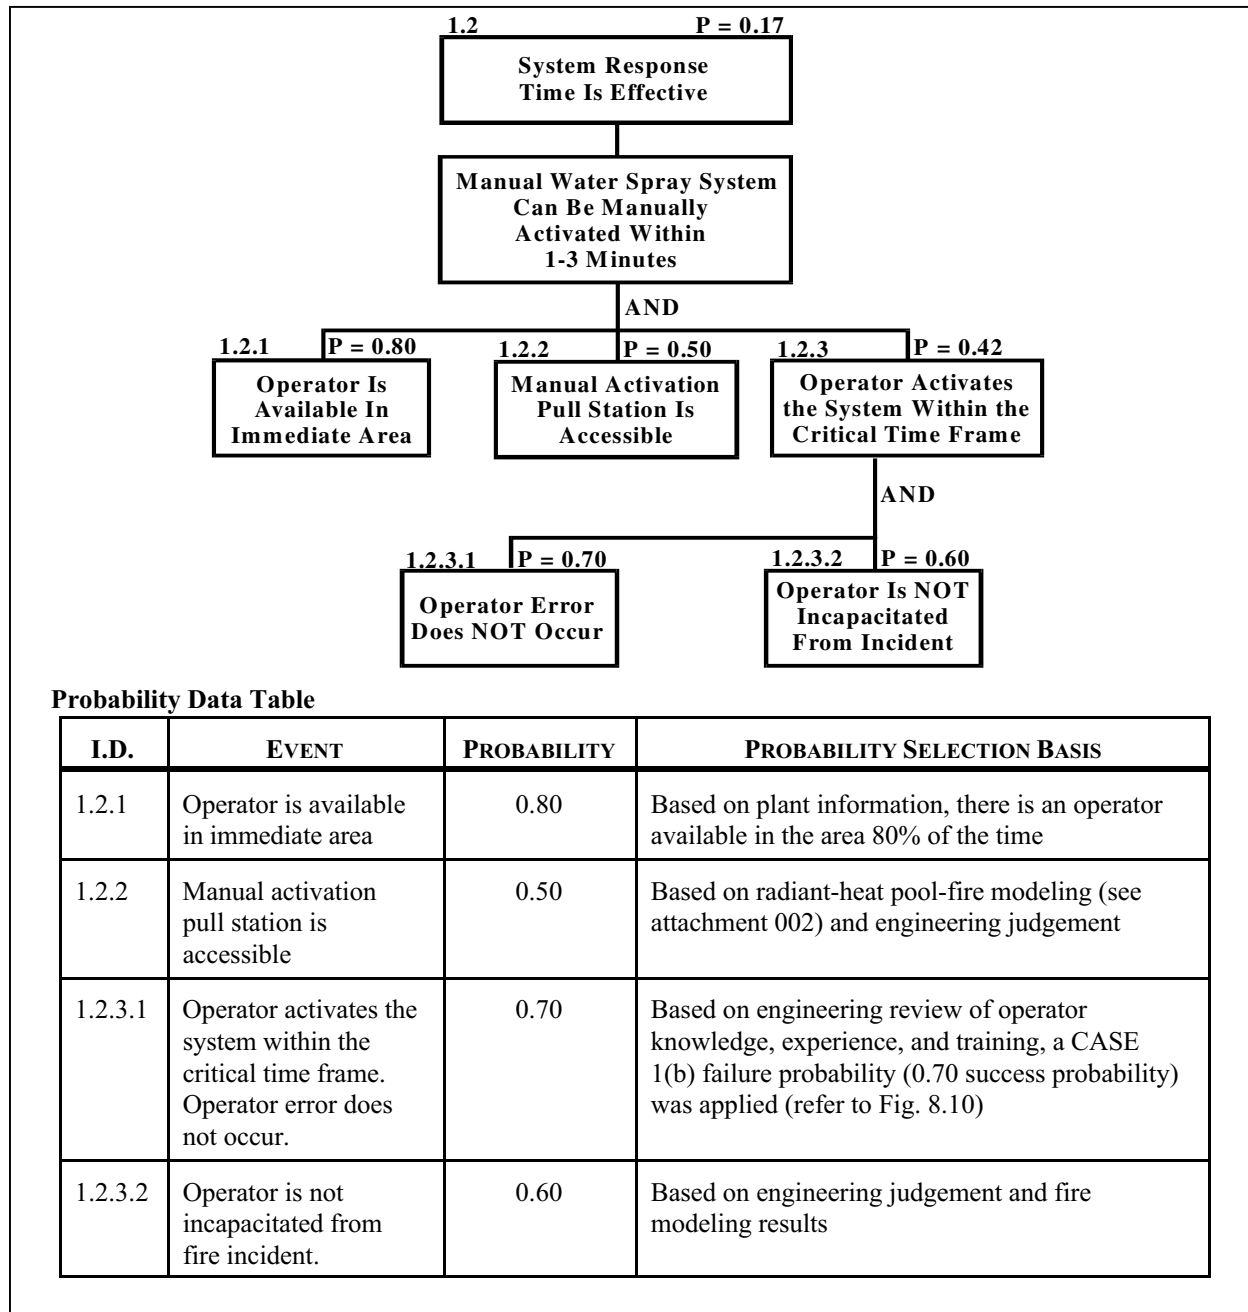 1.2 P = 0.17
System Response
Time Is Effective
Manual Water Spray System
Can Be Manually
Activated Within
1-3 Minutes
AND
1.2.1 P = 0.80
Operator Is
Available In
Immediate Area
1.2.2 P = 0.50
Manual Activation
Pull Station Is
Accessible
1.2.3 P = 0.42
Operator Activates
the System Within the
Critical Time Frame
AND
1.2.3.1 P = 0.70
Operator Error
Does NOT Occur
1.2.3.2 P = 0.60
Operator Is NOT
Incapacitated
From Incident
Probability Data Table
I.D. EVENT PROBABILITY PROBABILITY SELECTION BASIS
1.2.1 Operator is available 0.80 Based on plant information, there is an operator
in immediate area available in the area 80% of the time
1.2.2 Manual activation 0.50 Based on radiant-heat pool-fire modeling (see
pull station is attachment 002) and engineering judgement
accessible
1.2.3.1 Operator activates the 0.70 Based on engineering review of operator
system within the knowledge, experience, and training, a CASE
critical time frame. 1(b) failure probability (0.70 success probability)
Operator error does was applied (refer to Fig. 8.10)
not occur.
1.2.3.2 Operator is not 0.60 Based on engineering judgement and fire
incapacitated from modeling results
fire incident.